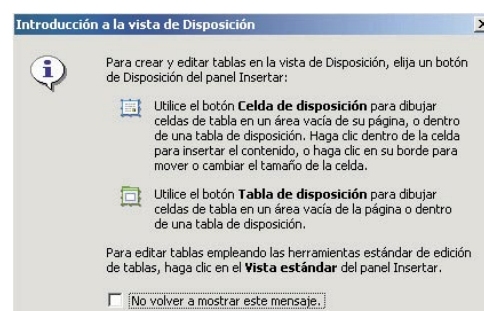 Introducción a la vista de Disposición
Para crear y editar tablas en la vista de Disposición, elija un botón
de Disposición del panel Insertar:
Utilice el botón Celda de disposición para dibujar
celdas de tabla en un área vacía de su página, o dentro
de una tabla de disposición. Haga clic dentro de la celda
para insertar el contenido, o haga clic en su borde para
mover o cambiar el tamaño de la celda.
Utilice el botón Tabla de disposición para dibujar
celdas de tabla en un área vacía de la página o dentro
de una tabla de disposición.
Para editar tablas empleando las herramientas estándar de edición
de tablas, haga clic en el Vista estándar del panel Insertar.
No volver a mostrar este mensaje.